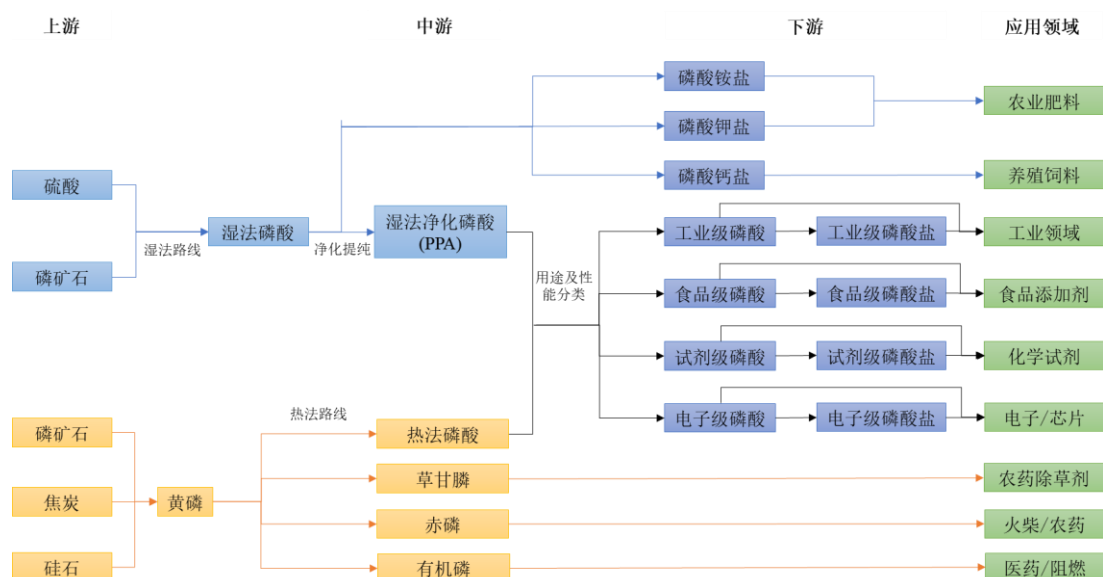 上游
中游
下游
应用领域
磷酸铵盐
农业肥料
磷酸钾盐
硫酸
磷酸钙盐
养殖饲料
湿法路线
湿法磷酸
净化提纯
湿法净化磷酸
(PPA)
工业级磷酸
工业级磷酸盐
工业领域
磷矿石
用途及性
能分类
食品级磷酸
食品级磷酸盐
食品添加剂
试剂级磷酸
试剂级磷酸盐
化学试剂
磷矿石
热法路线
热法磷酸
电子级磷酸
电子级磷酸盐
电子/芯片
草甘膦
农药除草剂
焦炭
黄磷
赤磷
火柴/农药
硅石
有机磷
医药/阻燃